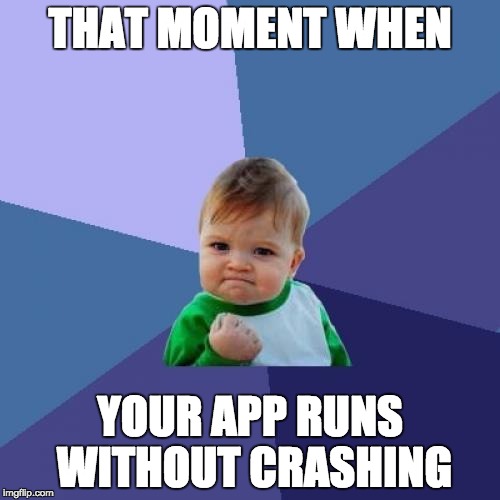 THAT MOMENT WHEN
YOUR APP RUNS
WITHOUT CRASHING
imgflip.com